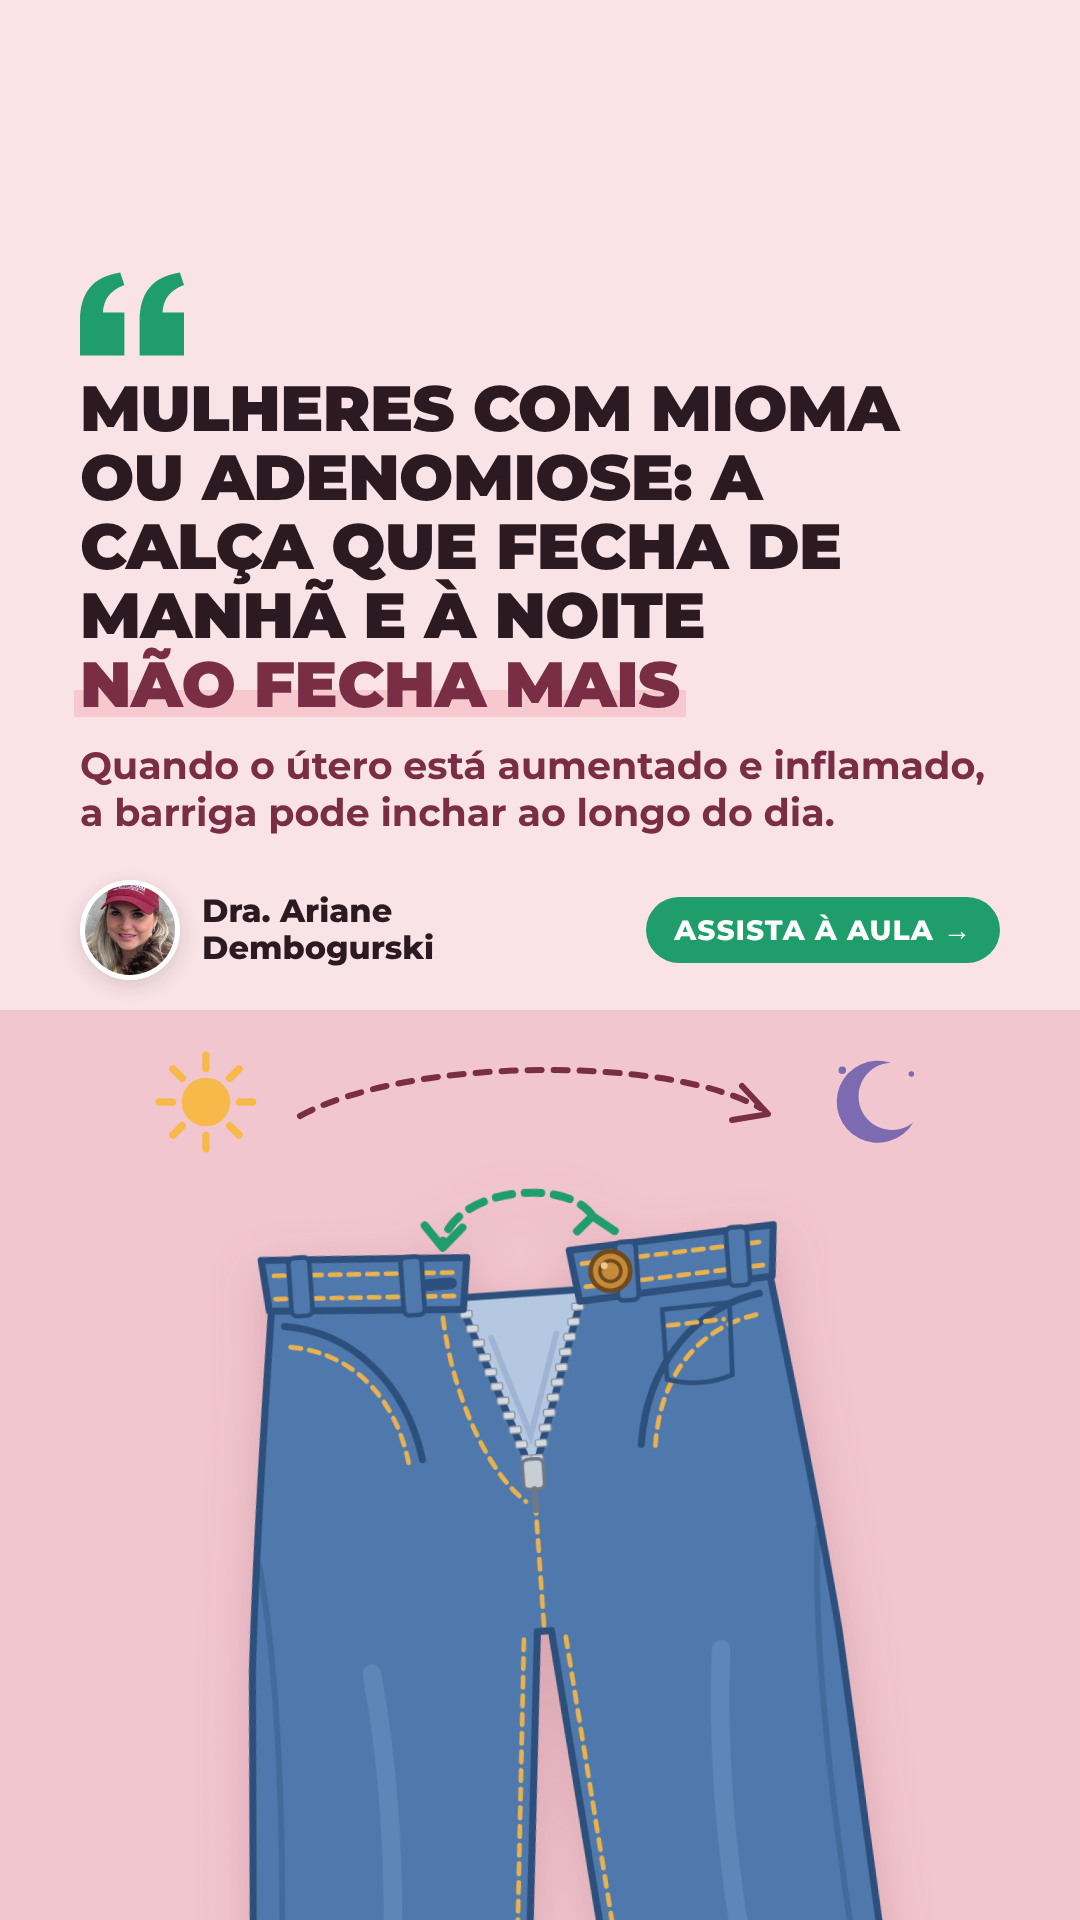 “
MULHERES COM MIOMA
OU ADENOMIOSE: A
CALÇA QUE FECHA DE
MANHÃ E À NOITE
NÃO FECHA MAIS
Quando o útero está aumentado e inflamado,
a barriga pode inchar ao longo do dia.
Dra. Ariane
Dembogurski
ASSISTA À AULA →